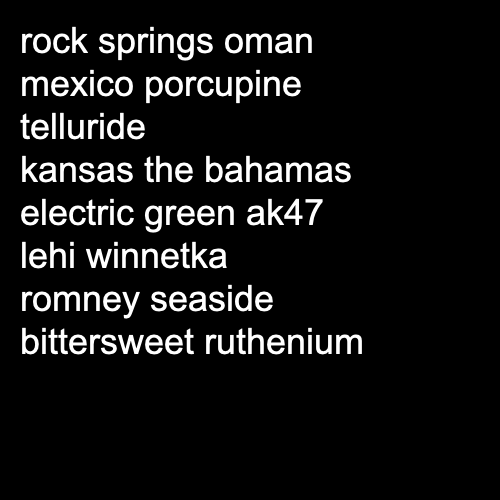 rock springs oman
mexico porcupine
telluride
kansas the bahamas
electric green ak47
lehi winnetka
romney seaside
bittersweet ruthenium